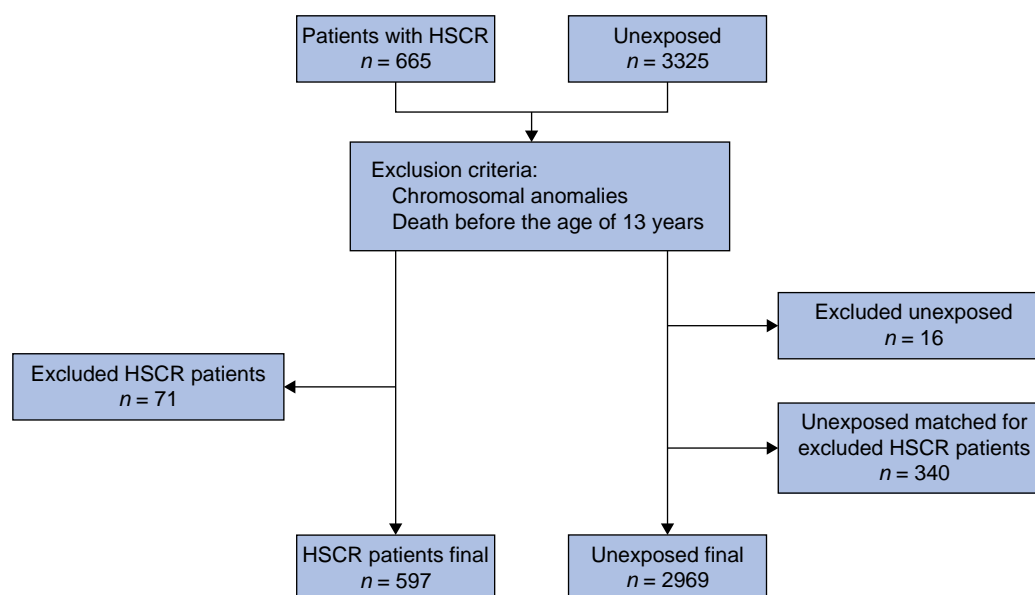 Patients with HSCR
n = 665
Unexposed
n = 3325
Exclusion criteria:
Chromosomal anomalies
Death before the age of 13 years
Excluded unexposed
n = 16
Excluded HSCR patients
n = 71
Unexposed matched for
excluded HSCR patients
n = 340
HSCR patients final
n = 597
Unexposed final
n = 2969